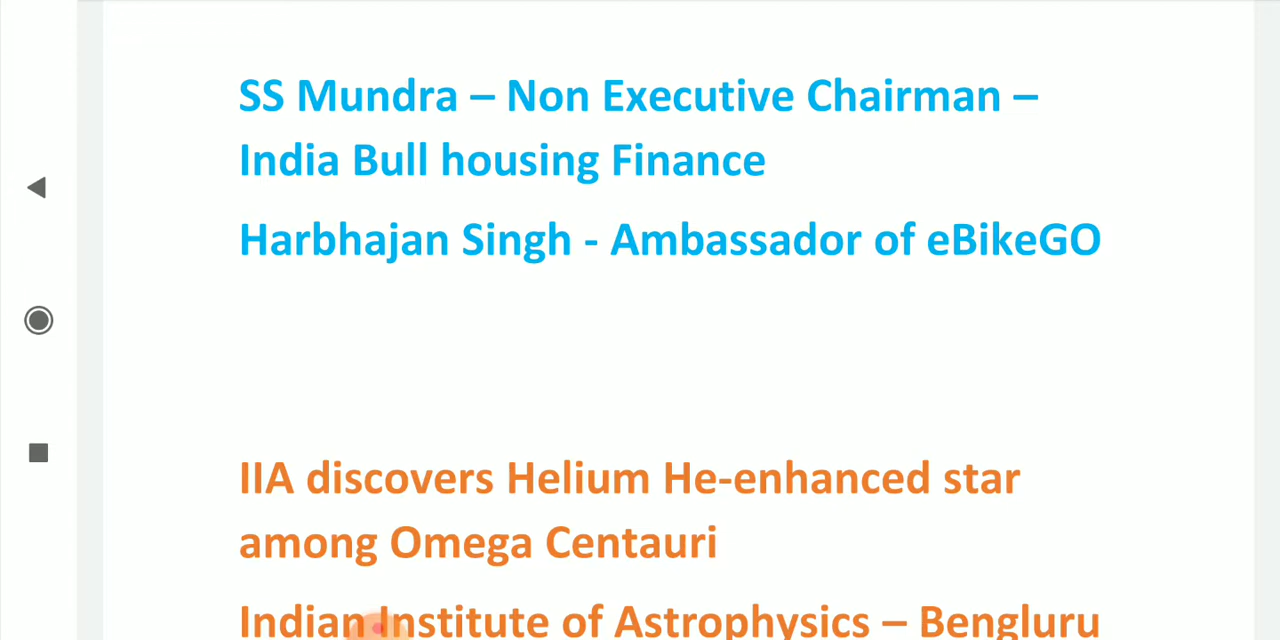 SS Mundra – Non Executive Chairman –
India Bull housing Finance
Harbhajan Singh - Ambassador of eBikeGO
IIA discovers Helium He-enhanced star
among Omega Centauri
Indian Institute of Astrophysics – Bengluru